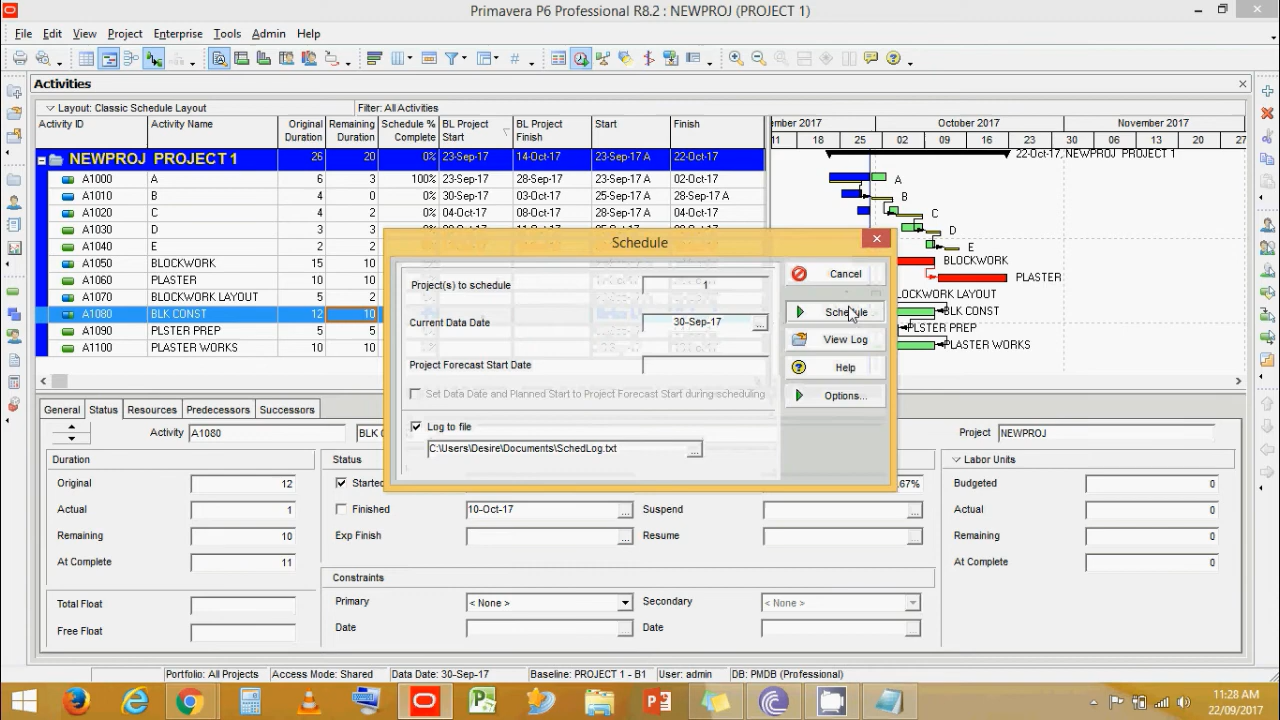 Primavera P6 Professional R8.2 : NEWPROJ (PROJECT 1)
File Edit View Project Enterprise Tools Admin Help
Activities
Layout: Classic Schedule Layout Filter: All Activities
Activity ID Activity Name Original Duration Remaining Duration Schedule % Complete BL Project Start BL Project Finish Start Finish
mber 2017 October 2017 November 2017
11 18 25 02 09 16 23 30 06 13 20 27
NEWPROJ PROJECT 1 26 20 0% 23-Sep-17 14-Oct-17 23-Sep-17 A 22-Oct-17 22-Oct-17, NEWPROJ PROJECT 1
A1000 A 6 3 100% 23-Sep-17 28-Sep-17 23-Sep-17 A 02-Oct-17 A
A1010 B 4 0 0% 30-Sep-17 03-Oct-17 25-Sep-17 A 28-Sep-17 A B
A1020 C 4 2 0% 04-Oct-17 08-Oct-17 28-Sep-17 A 04-Oct-17 C
A1030 D 3 3 D
A1040 E 2 2 E
A1050 BLOCKWORK 15 10 BLOCKWORK
A1060 PLASTER 10 10 PLASTER
A1070 BLOCKWORK LAYOUT 5 2 LOCKWORK LAYOUT
A1080 BLK CONST 12 10 BLK CONST
A1090 PLSTER PREP 5 5 PLSTER PREP
A1100 PLASTER WORKS 10 10 PLASTER WORKS
Schedule
Project(s) to schedule 1 Cancel
Current Data Date 30-Sep-17 ... Schedule
View Log
Project Forecast Start Date Help
Set Data Date and Planned Start to Project Forecast Start during scheduling Options...
Log to file
C:\Users\Desire\Documents\SchedLog.txt ...
General Status Resources Predecessors Successors
Activity A1080 BLK C Project NEWPROJ
Duration Status Labor Units
Original 12 Started .67% Budgeted 0
Actual 1 Finished 10-Oct-17 ... Suspend ... Actual 0
Remaining 10 Exp Finish ... Resume ... Remaining 0
At Complete 11 At Complete 0
Constraints
Total Float Primary < None > Secondary < None >
Free Float Date ... Date ...
Portfolio: All Projects Access Mode: Shared Data Date: 30-Sep-17 Baseline: PROJECT 1 - B1 User: admin DB: PMDB (Professional)
11:28 AM
22/09/2017